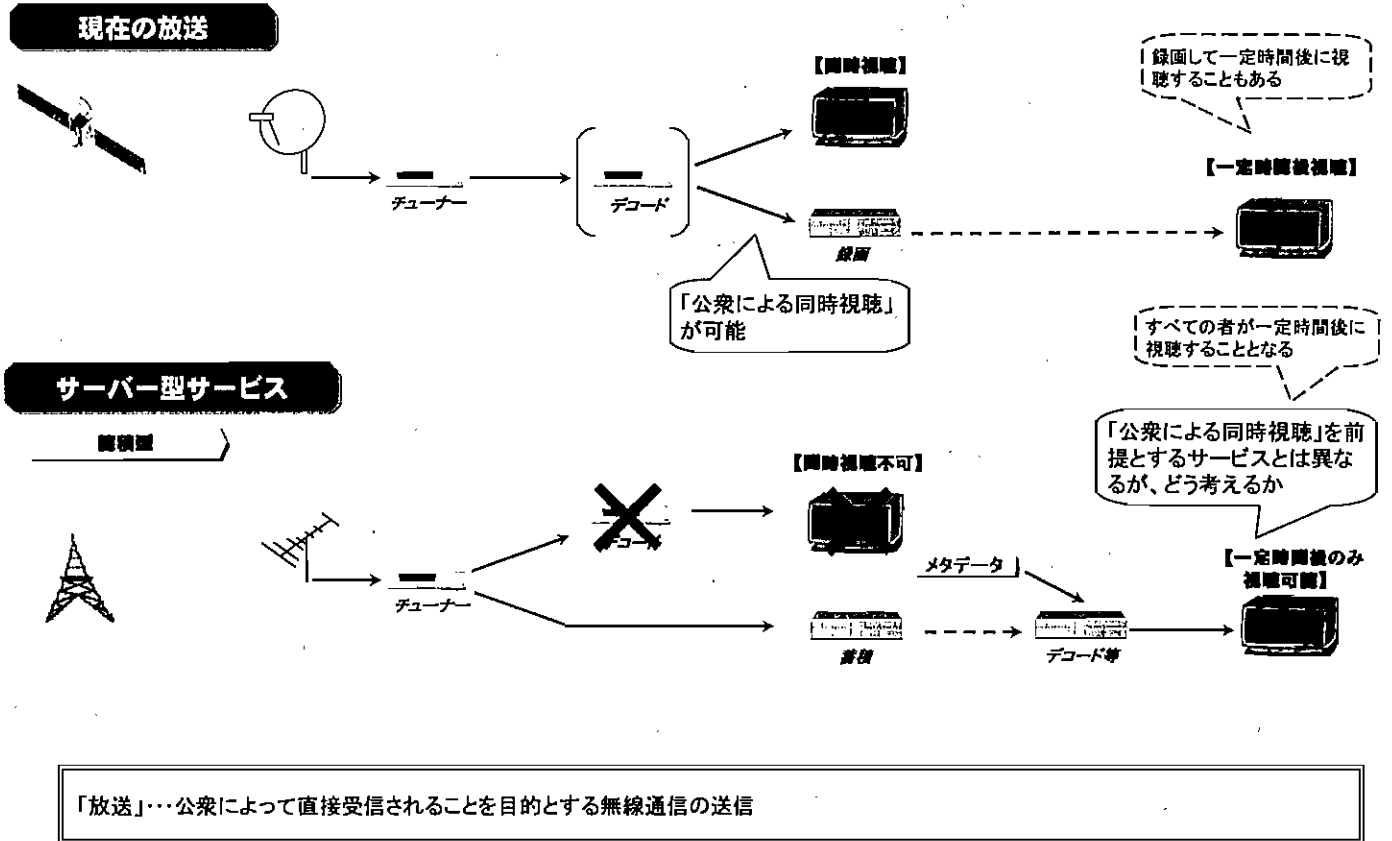 現在の放送
【同時視聴】
録画して一定時間後に視
聴することもある
【一定時間後視聴】
チューナー
デコード
録画
「公衆による同時視聴」
が可能
すべての者が一定時間後に
視聴することとなる
サーバー型サービス
蓄積型
「公衆による同時視聴」を前
提とするサービスとは異な
るが、どう考えるか
【同時視聴不可】
デコード
メタデータ
【一定時間後のみ
視聴可能】
チューナー
蓄積
デコード等
「放送」･･･公衆によって直接受信されることを目的とする無線通信の送信